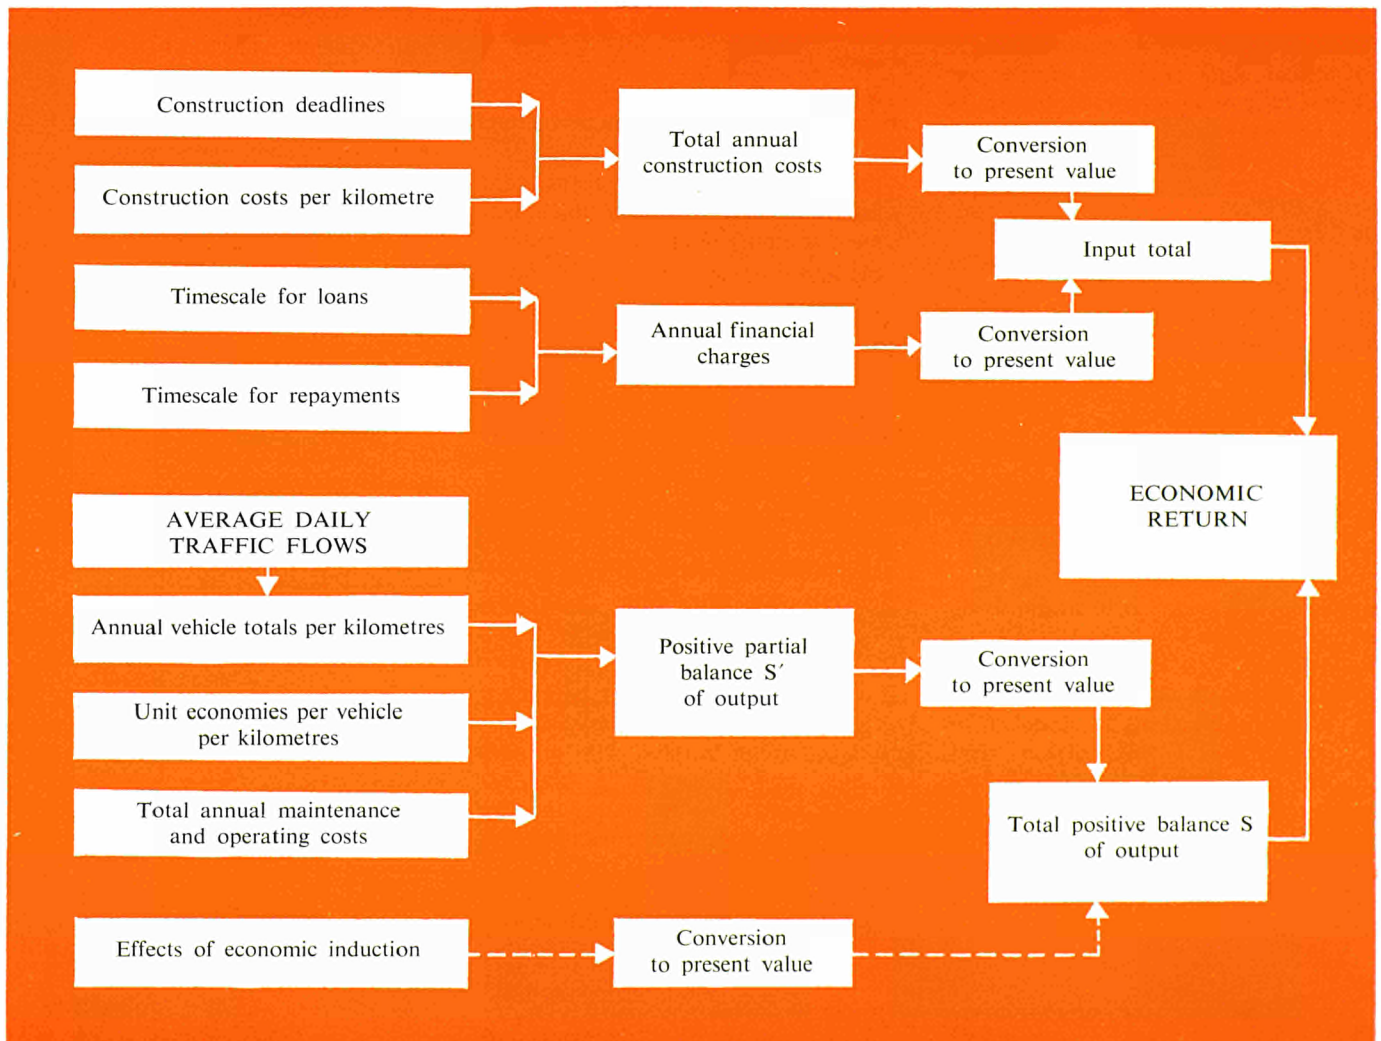 Construction deadlines
Construction costs per kilometre
Total annual
construction costs
Conversion
to present value
Input total
Timescale for loans
Timescale for repayments
Annual financial
charges
Conversion
to present value
ECONOMIC
RETURN
AVERAGE DAILY
TRAFFIC FLOWS
Annual vehicle totals per kilometres
Unit economies per vehicle
per kilometres
Total annual maintenance
and operating costs
Positive partial
balance S′
of output
Conversion
to present value
Total positive balance S
of output
Effects of economic induction
Conversion
to present value